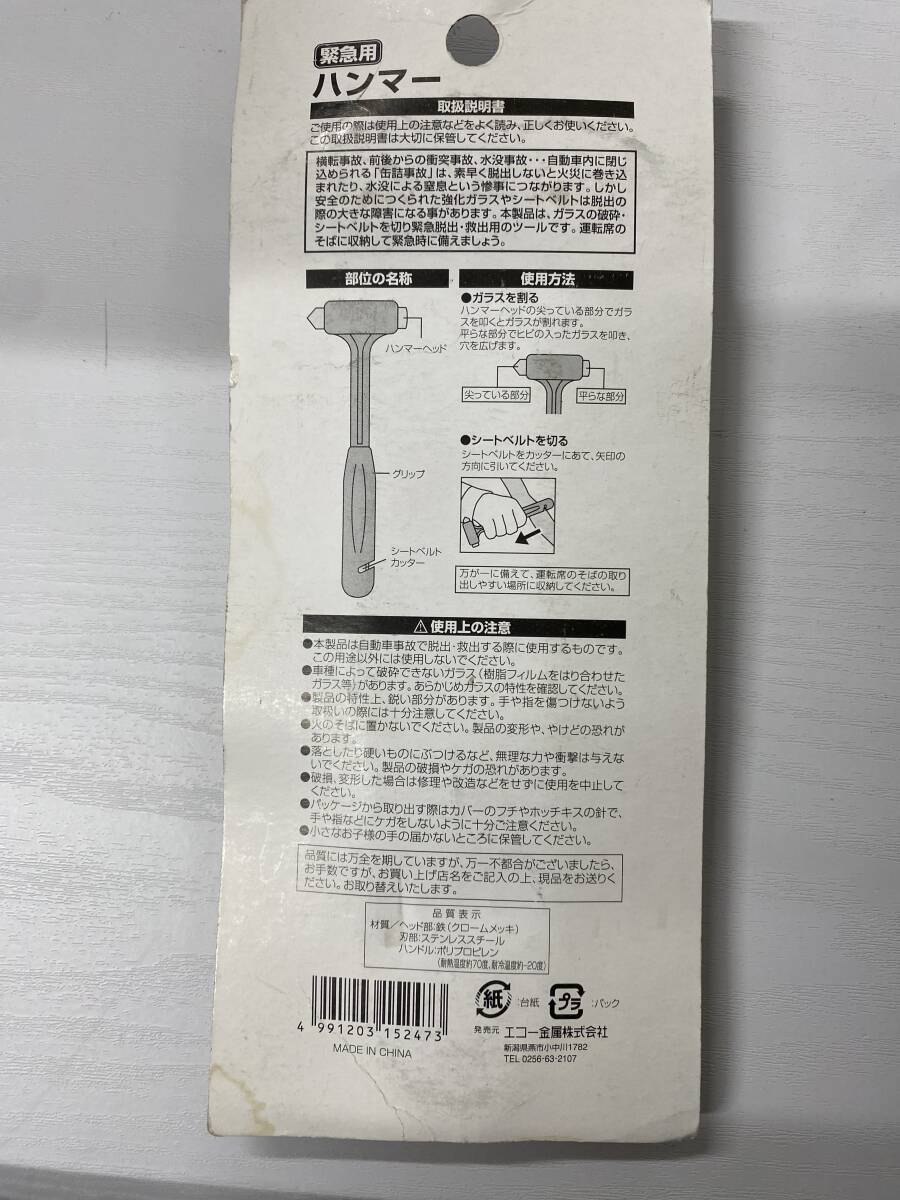 緊急用
ハンマー
取扱説明書
ご使用の際は使用上の注意などをよく読み、正しくお使いください。
この取扱説明書は大切に保管してください。
横転事故、前後からの衝突事故、水没事故・・・自動車内に閉じ
込められる「缶詰事故」は、素早く脱出しないと火災に巻き込
まれたり、水没による窒息という惨事につながります。しかし
安全のためにつくられた強化ガラスやシートベルトは脱出の
際の大きな障害になる事があります。本製品は、ガラスの破砕・
シートベルトを切り緊急脱出・救出用のツールです。運転席の
そばに収納して緊急時に備えましょう。
部位の名称
ハンマーヘッド
グリップ
シートベルト
カッター
使用方法
●ガラスを割る
ハンマーヘッドの尖っている部分でガラ
スを叩くとガラスが割れます。
平らな部分でヒビの入ったガラスを叩き、
穴を広げます。
尖っている部分
平らな部分
●シートベルトを切る
シートベルトをカッターにあて、矢印の
方向に引いてください。
万が一に備えて、運転席のそばの取り
出しやすい場所に収納してください。
⚠使用上の注意
●本製品は自動車事故で脱出・救出する際に使用するものです。
この用途以外には使用しないでください。
●車種によって破砕できないガラス(樹脂フィルムをはり合わせた
ガラス等)があります。あらかじめガラスの特性を確認してください。
●製品の特性上、鋭い部分があります。手や指を傷つけないよう
取扱いの際には十分注意してください。
●火のそばに置かないでください。製品の変形や、やけどの恐れが
あります。
●落としたり硬いものにぶつけるなど、無理な力や衝撃は与えな
いでください。製品の破損やケガの恐れがあります。
●破損、変形した場合は修理や改造などをせずに使用を中止して
ください。
●パッケージから取り出す際はカバーのフチやホッチキスの針で、
手や指などにケガをしないように十分ご注意ください。
●小さなお子様の手の届かないところに保管してください。
品質には万全を期していますが、万一不都合がございましたら、
お手数ですが、お買い上げ店名をご記入の上、現品をお送りく
ださい。お取り替えいたします。
品質表示
材質／ヘッド部:鉄(クロームメッキ)
刃部:ステンレススチール
ハンドル:ポリプロピレン
(耐熱温度約70度、耐冷温度約-20度)
4 991203 152473
MADE IN CHINA
紙 :台紙 プラ :パック
発売元 エコー金属株式会社
新潟県燕市小中川1782
TEL 0256-63-2107